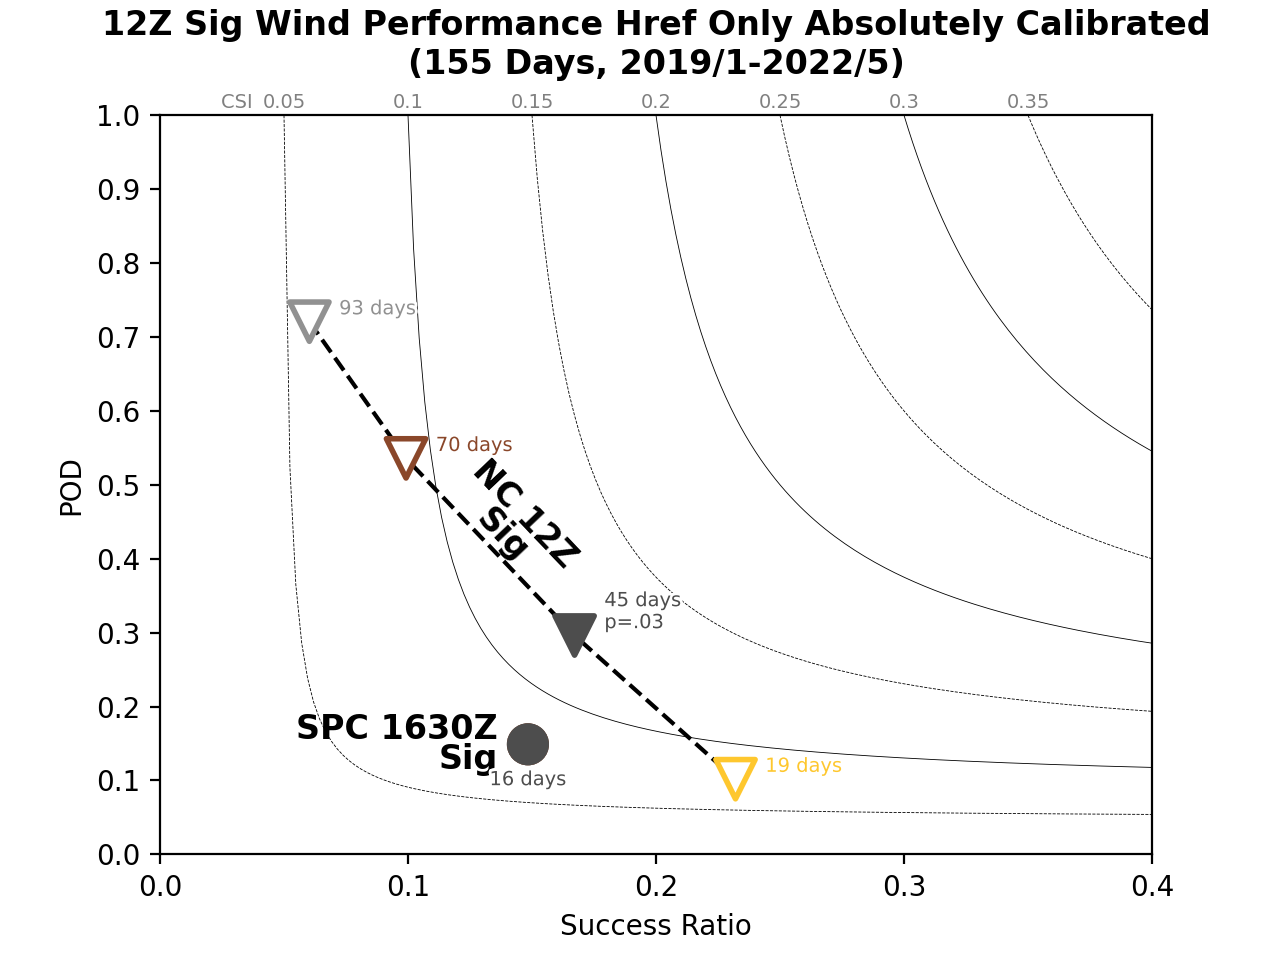 12Z Sig Wind Performance Href Only Absolutely Calibrated
(155 Days, 2019/1-2022/5)
CSI 0.05 0.1 0.15 0.2 0.25 0.3 0.35
1.0
0.9
0.8
0.7
0.6
0.5
0.4
0.3
0.2
0.1
0.0
POD
93 days
70 days
NC 12Z
Sig
45 days
p=.03
SPC 1630Z
Sig
16 days
19 days
0.0 0.1 0.2 0.3 0.4
Success Ratio